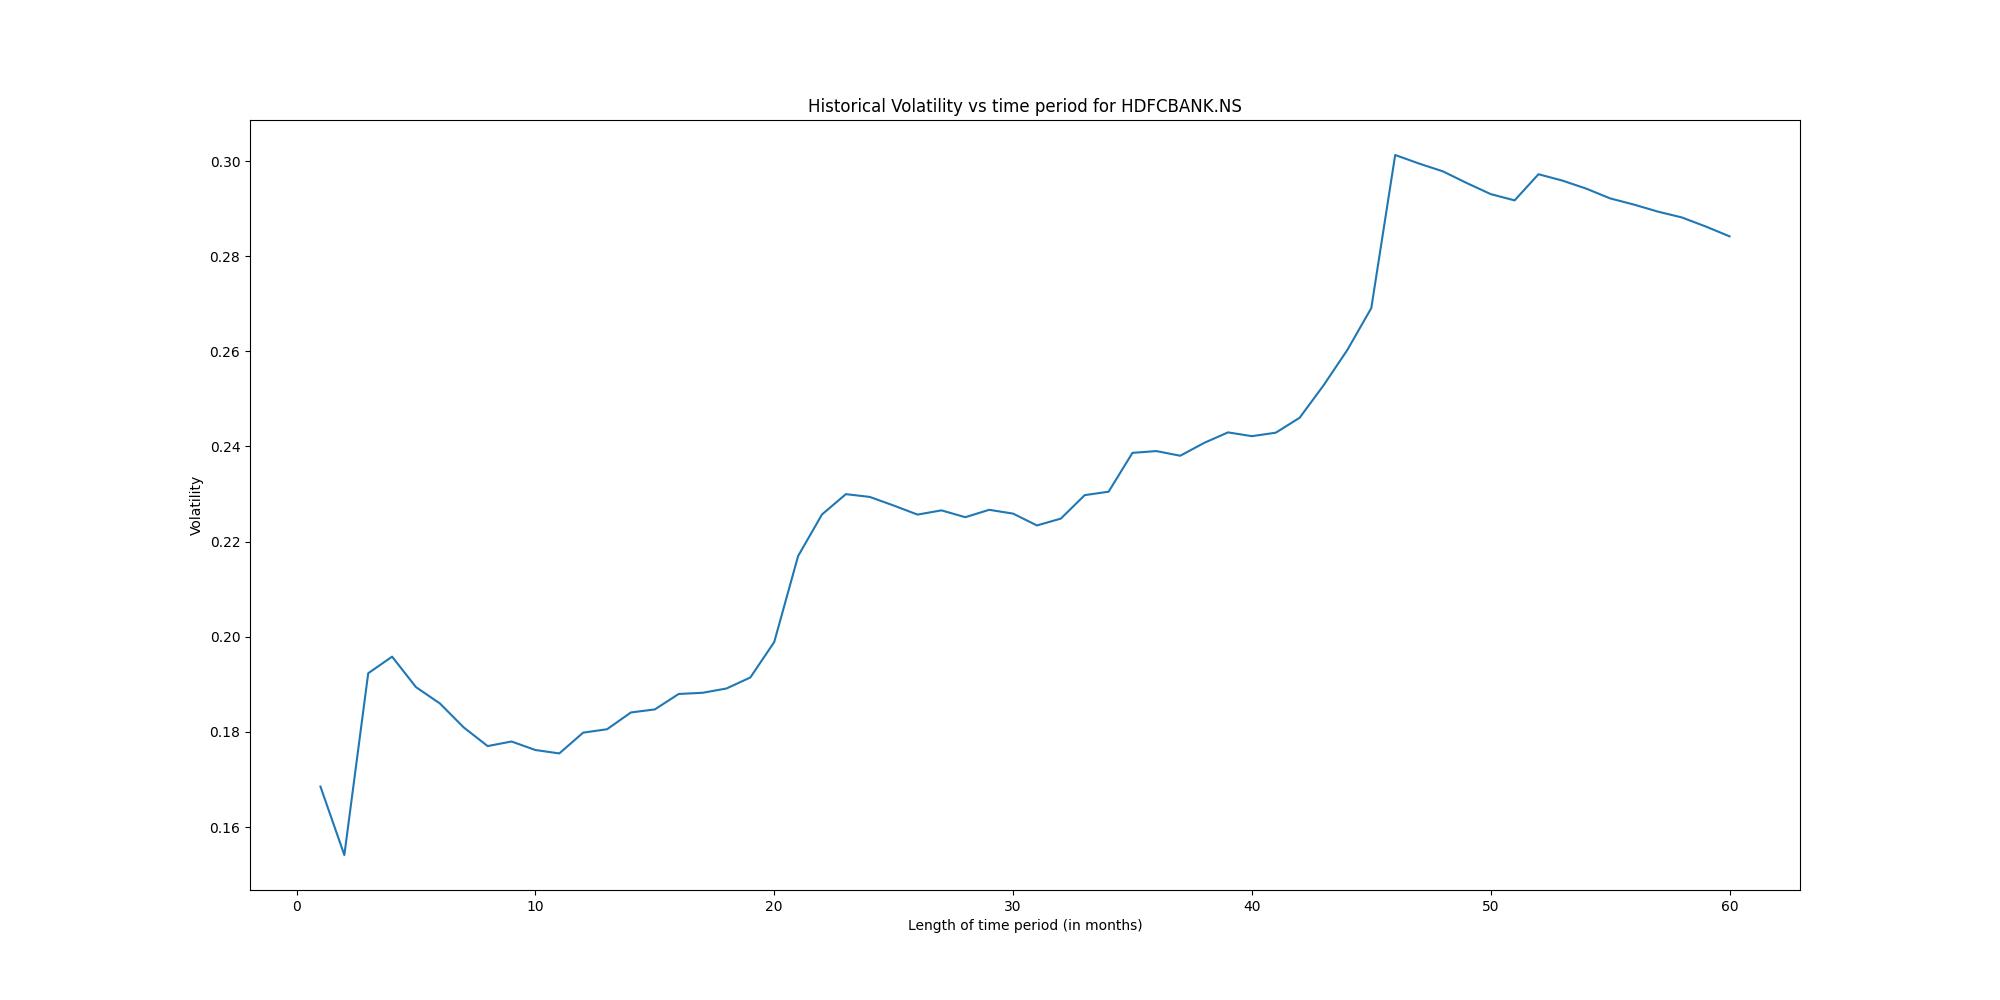 Historical Volatility vs time period for HDFCBANK.NS
0.30
0.28
0.26
0.24
0.22
0.20
0.18
0.16
Volatility
0 10 20 30 40 50 60
Length of time period (in months)